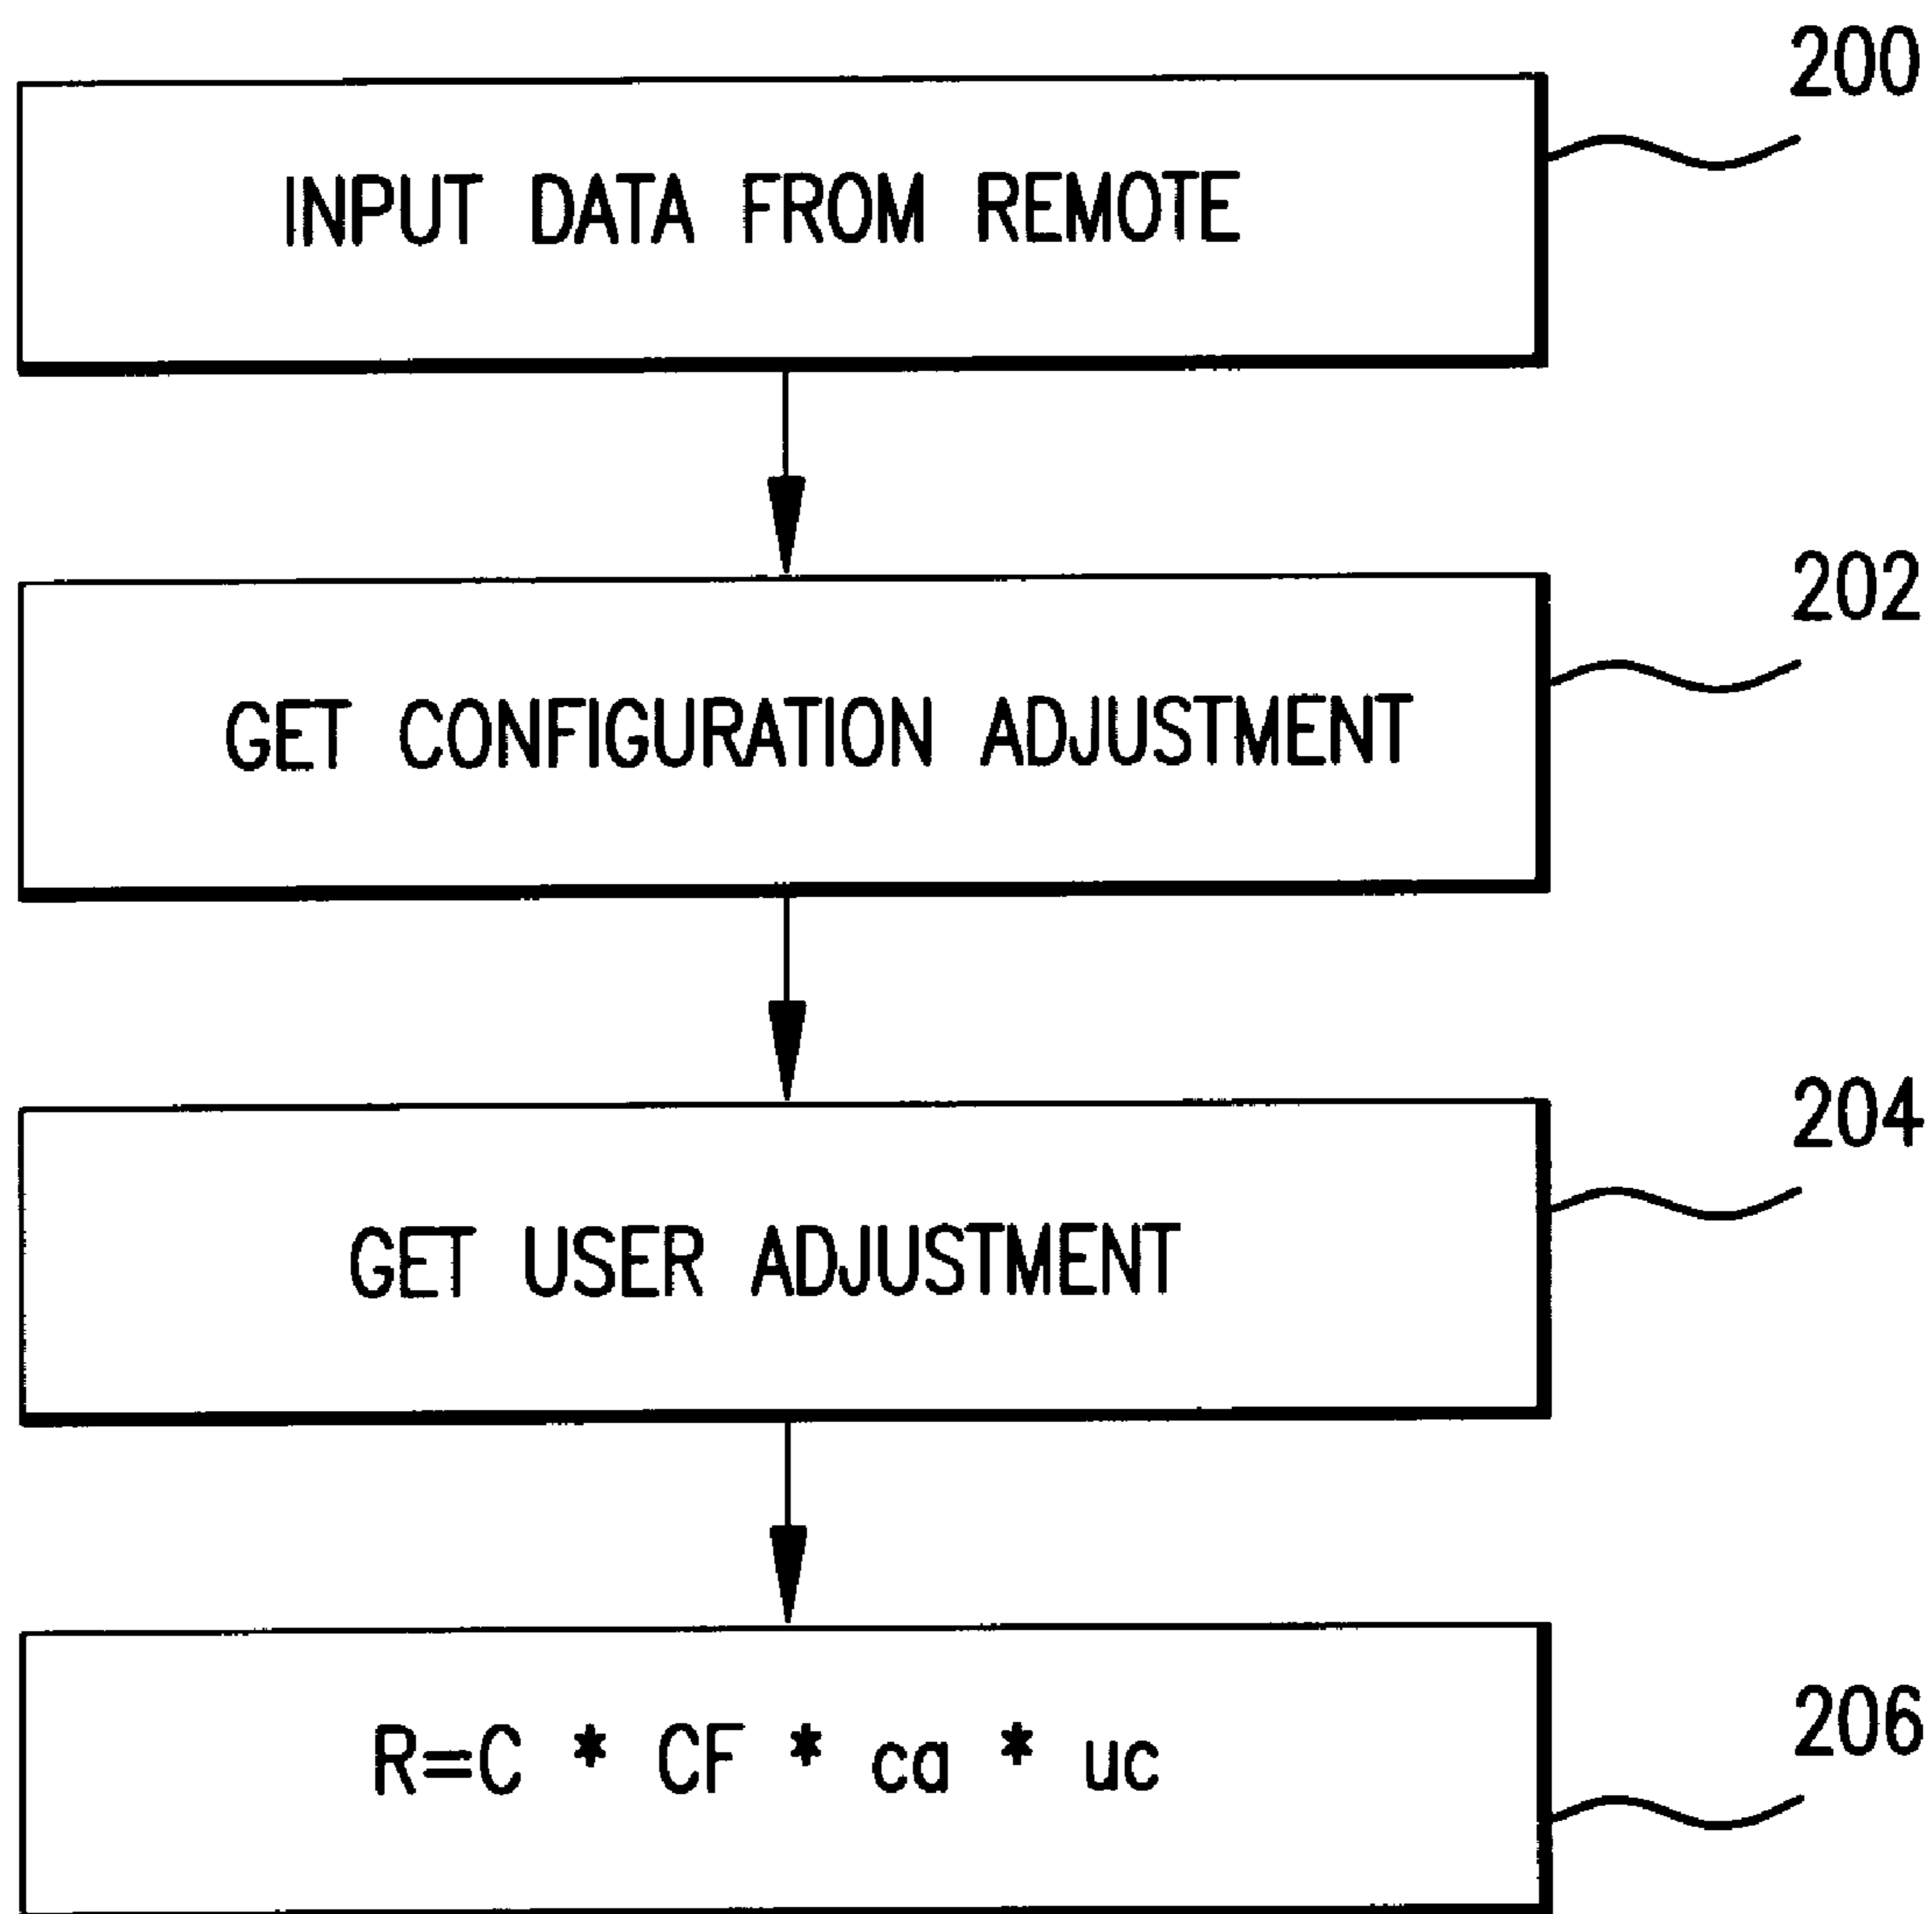 200
INPUT DATA FROM REMOTE
202
GET CONFIGURATION ADJUSTMENT
204
GET USER ADJUSTMENT
206
R=C * CF * ca * uc